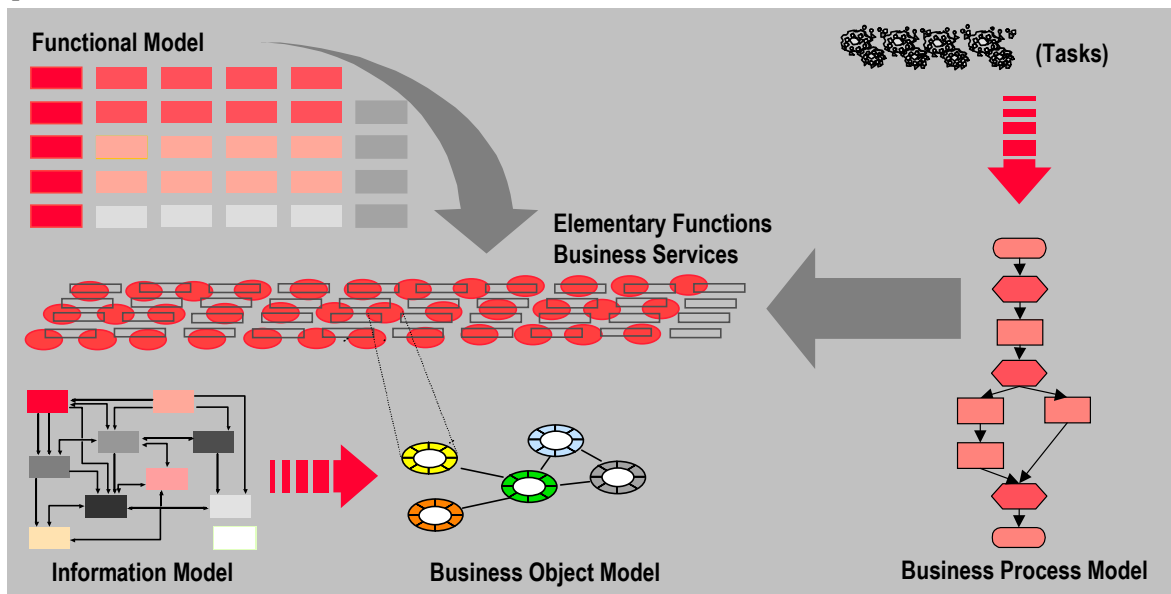 Functional Model
(Tasks)
Elementary Functions
Business Services
Information Model
Business Object Model
Business Process Model